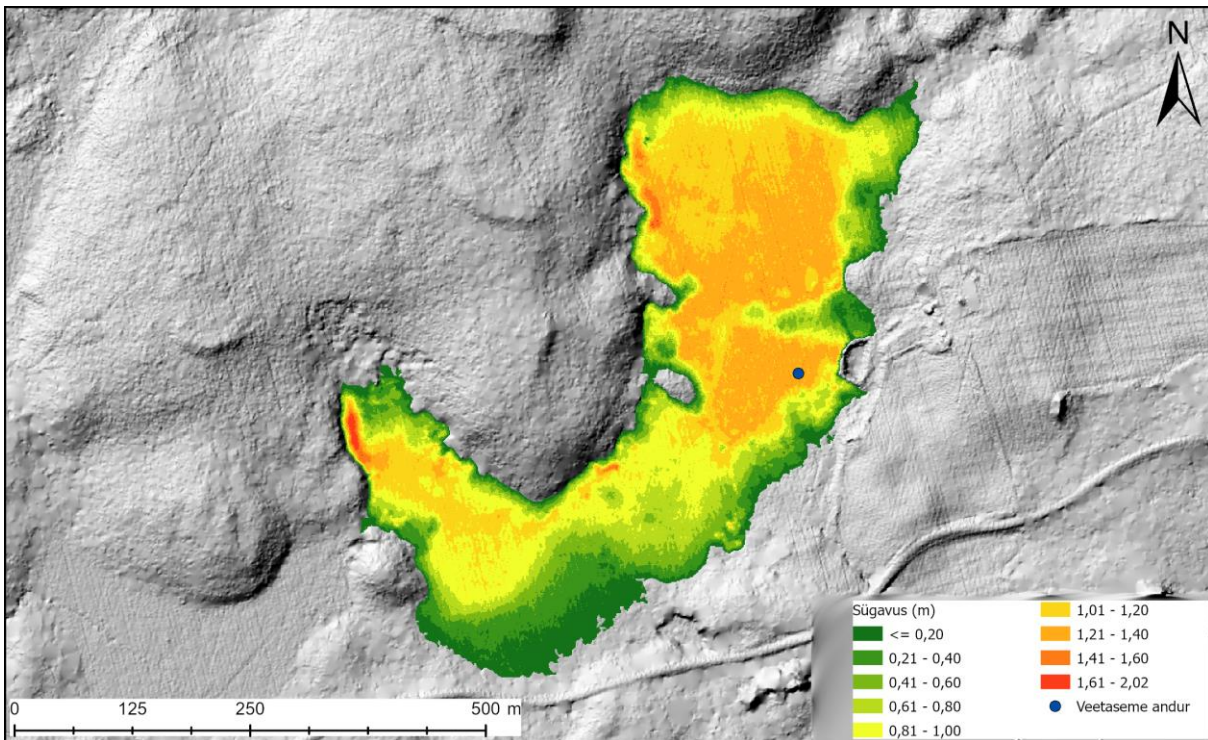 N
Sügavus (m)
<= 0,20
0,21 - 0,40
0,41 - 0,60
0,61 - 0,80
0,81 - 1,00
1,01 - 1,20
1,21 - 1,40
1,41 - 1,60
1,61 - 2,02
Veetaseme andur
0 125 250 500 m